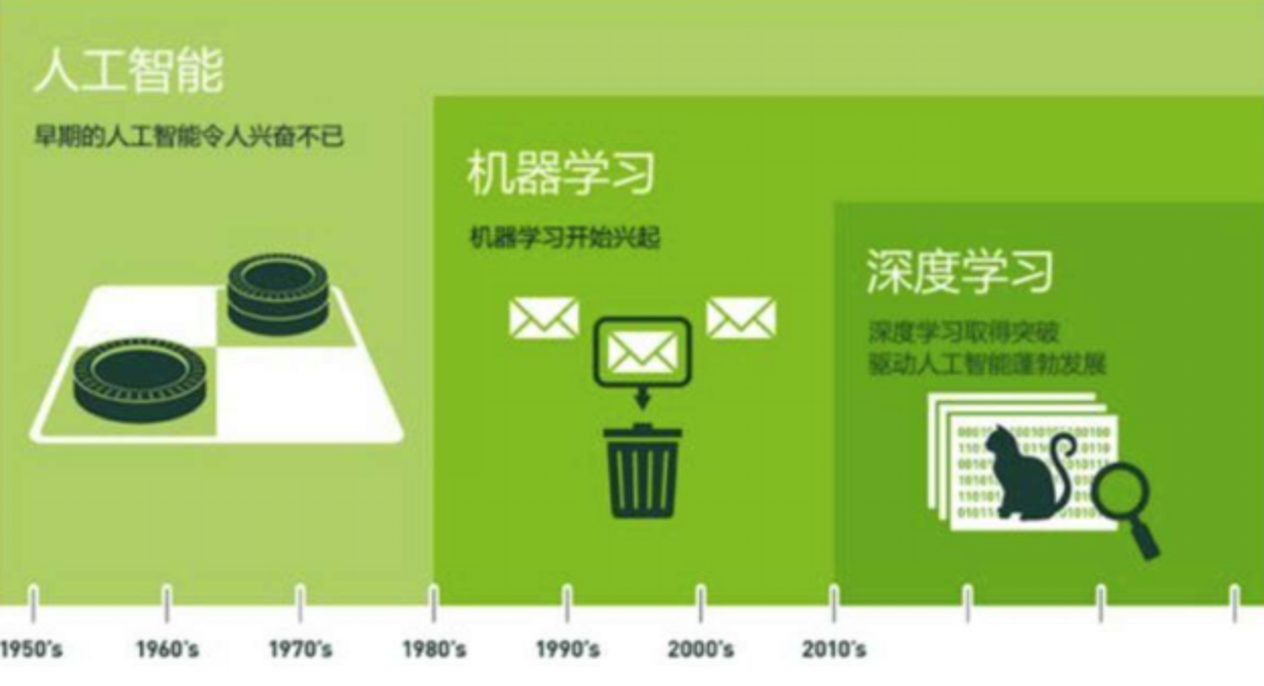 人工智能
早期的人工智能令人兴奋不已
机器学习
机器学习开始兴起
深度学习
深度学习取得突破
驱动人工智能蓬勃发展
1950's
1960's
1970's
1980's
1990's
2000's
2010's